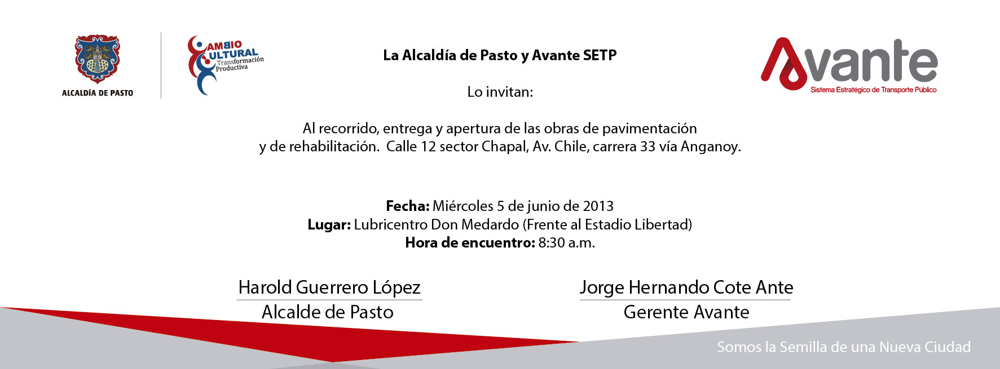 ALCALDÍA DE PASTO
CAMBIO
CULTURAL
Transformación
Productiva
La Alcaldía de Pasto y Avante SETP
Avante
Sistema Estratégico de Transporte Público
Lo invitan:
Al recorrido, entrega y apertura de las obras de pavimentación
y de rehabilitación.  Calle 12 sector Chapal, Av. Chile, carrera 33 vía Anganoy.
Fecha: Miércoles 5 de junio de 2013
Lugar: Lubricentro Don Medardo (Frente al Estadio Libertad)
Hora de encuentro: 8:30 a.m.
Harold Guerrero López
Alcalde de Pasto
Jorge Hernando Cote Ante
Gerente Avante
Somos la Semilla de una Nueva Ciudad